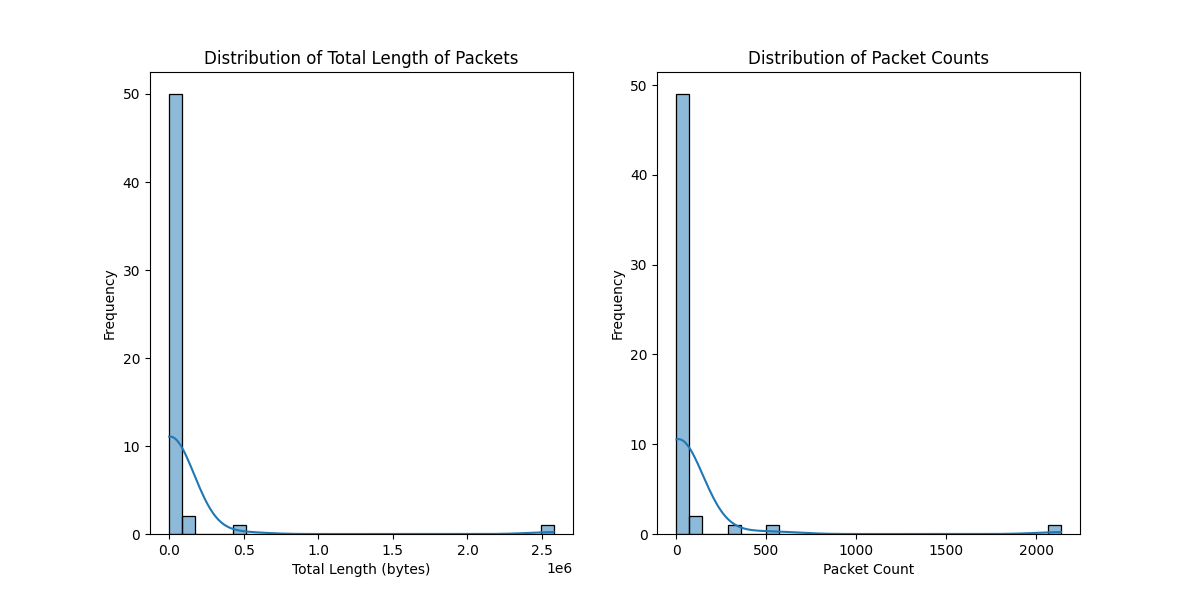 Distribution of Total Length of Packets
50
40
30
20
10
0
Frequency
0.0 0.5 1.0 1.5 2.0 2.5
1e6
Total Length (bytes)
Distribution of Packet Counts
50
40
30
20
10
0
Frequency
0 500 1000 1500 2000
Packet Count